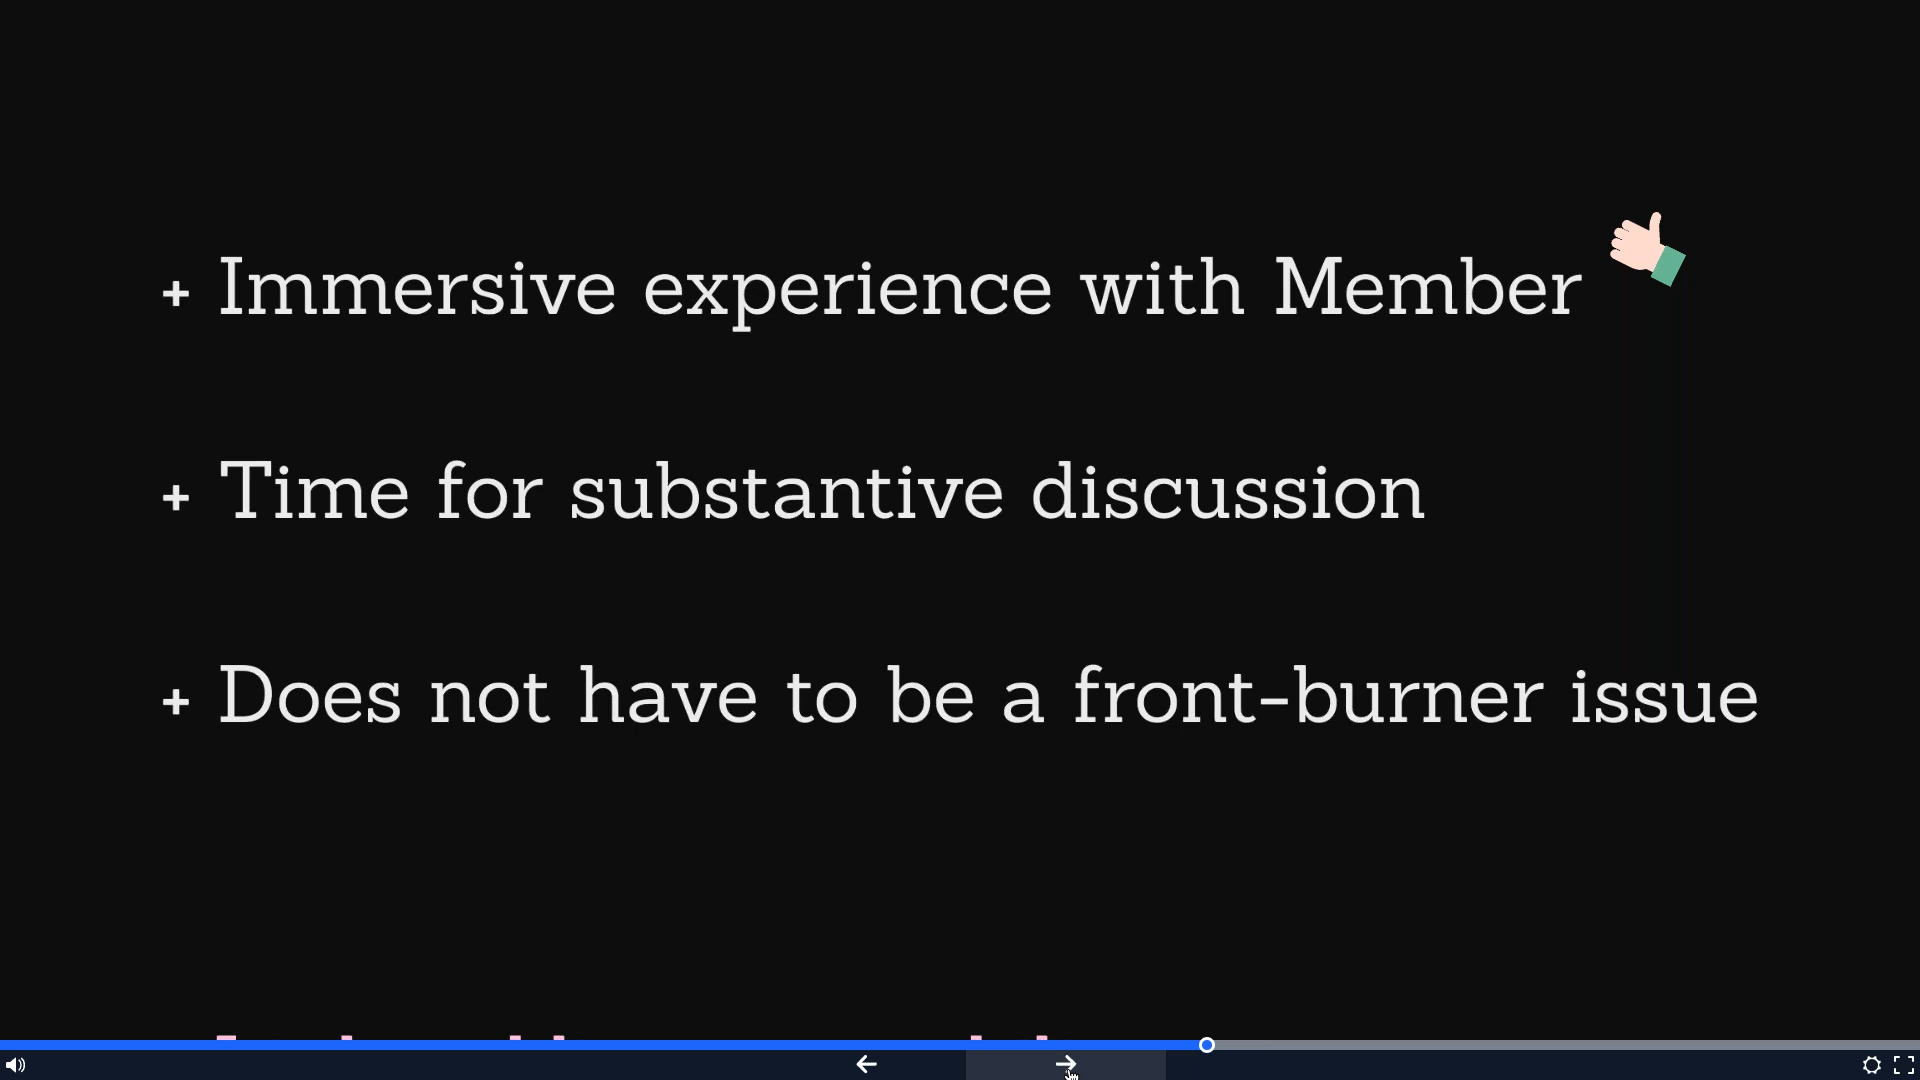 + Immersive experience with Member
+ Time for substantive discussion
+ Does not have to be a front-burner issue